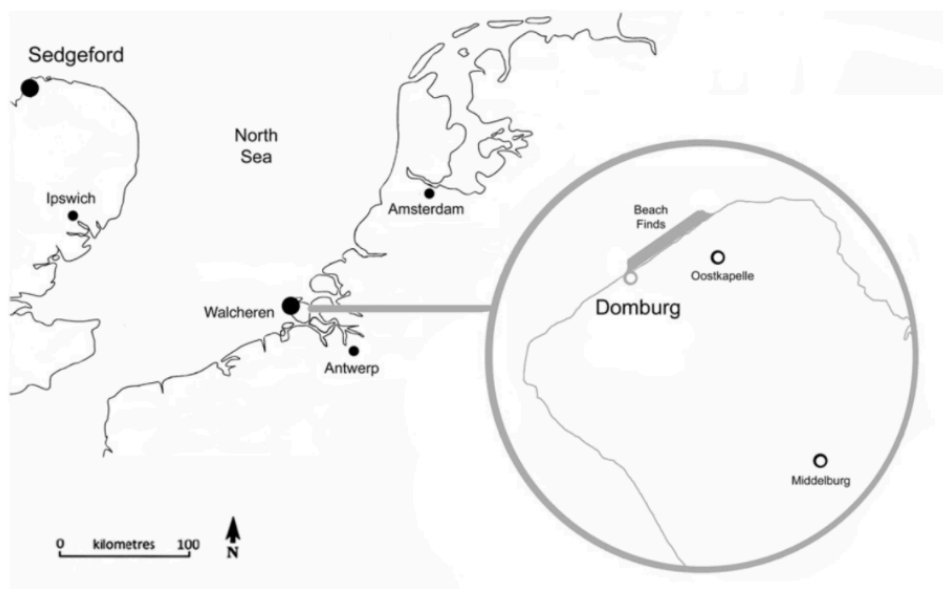 Sedgeford
North
Sea
Ipswich
Amsterdam
Beach
Finds
Oostkapelle
Domburg
Walcheren
Antwerp
Middelburg
0 kilometres 100
N